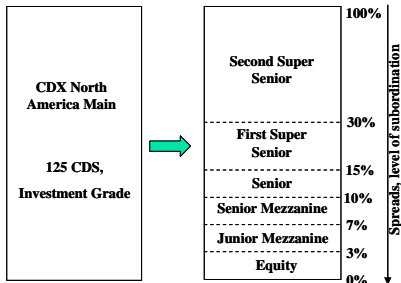 CDX North
America Main
125 CDS,
Investment Grade
100%
Second Super
Senior
30%
First Super
Senior
15%
Senior
10%
Senior Mezzanine
7%
Junior Mezzanine
3%
Equity
0%
Spreads, level of subordination